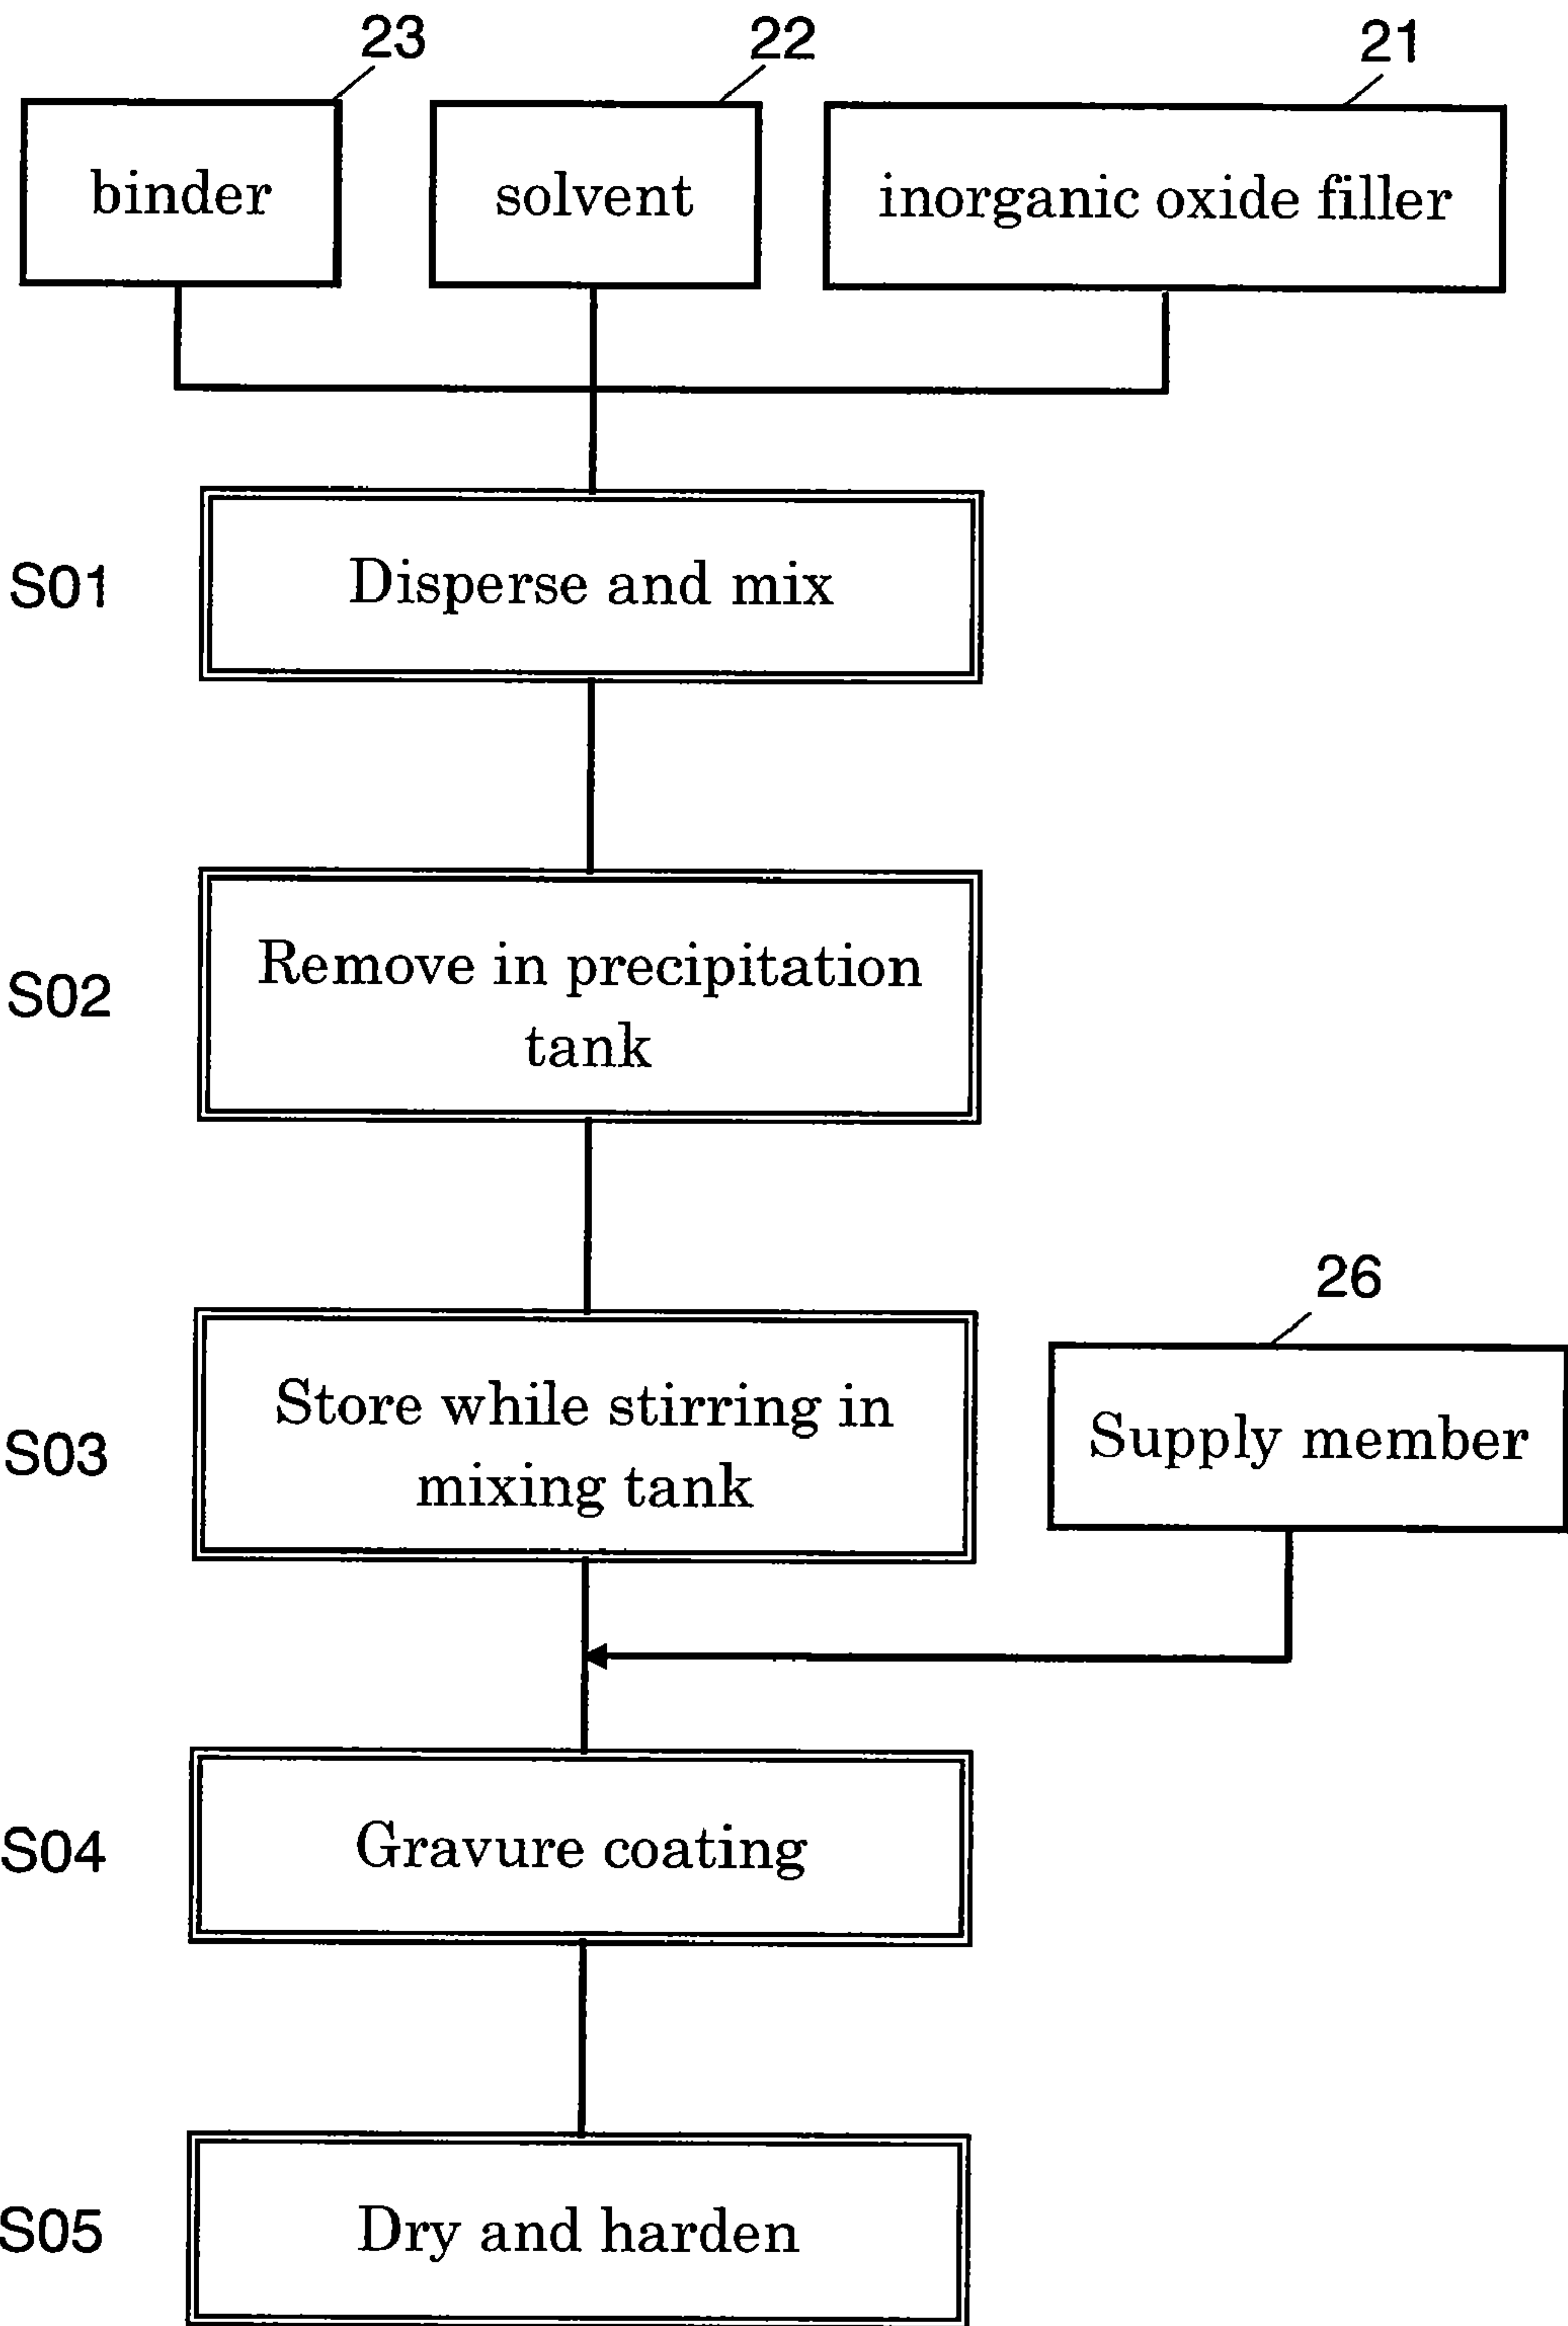 23
22
21
binder
solvent
inorganic oxide filler
S01
Disperse and mix
S02
Remove in precipitation
tank
26
S03
Store while stirring in
mixing tank
Supply member
S04
Gravure coating
S05
Dry and harden